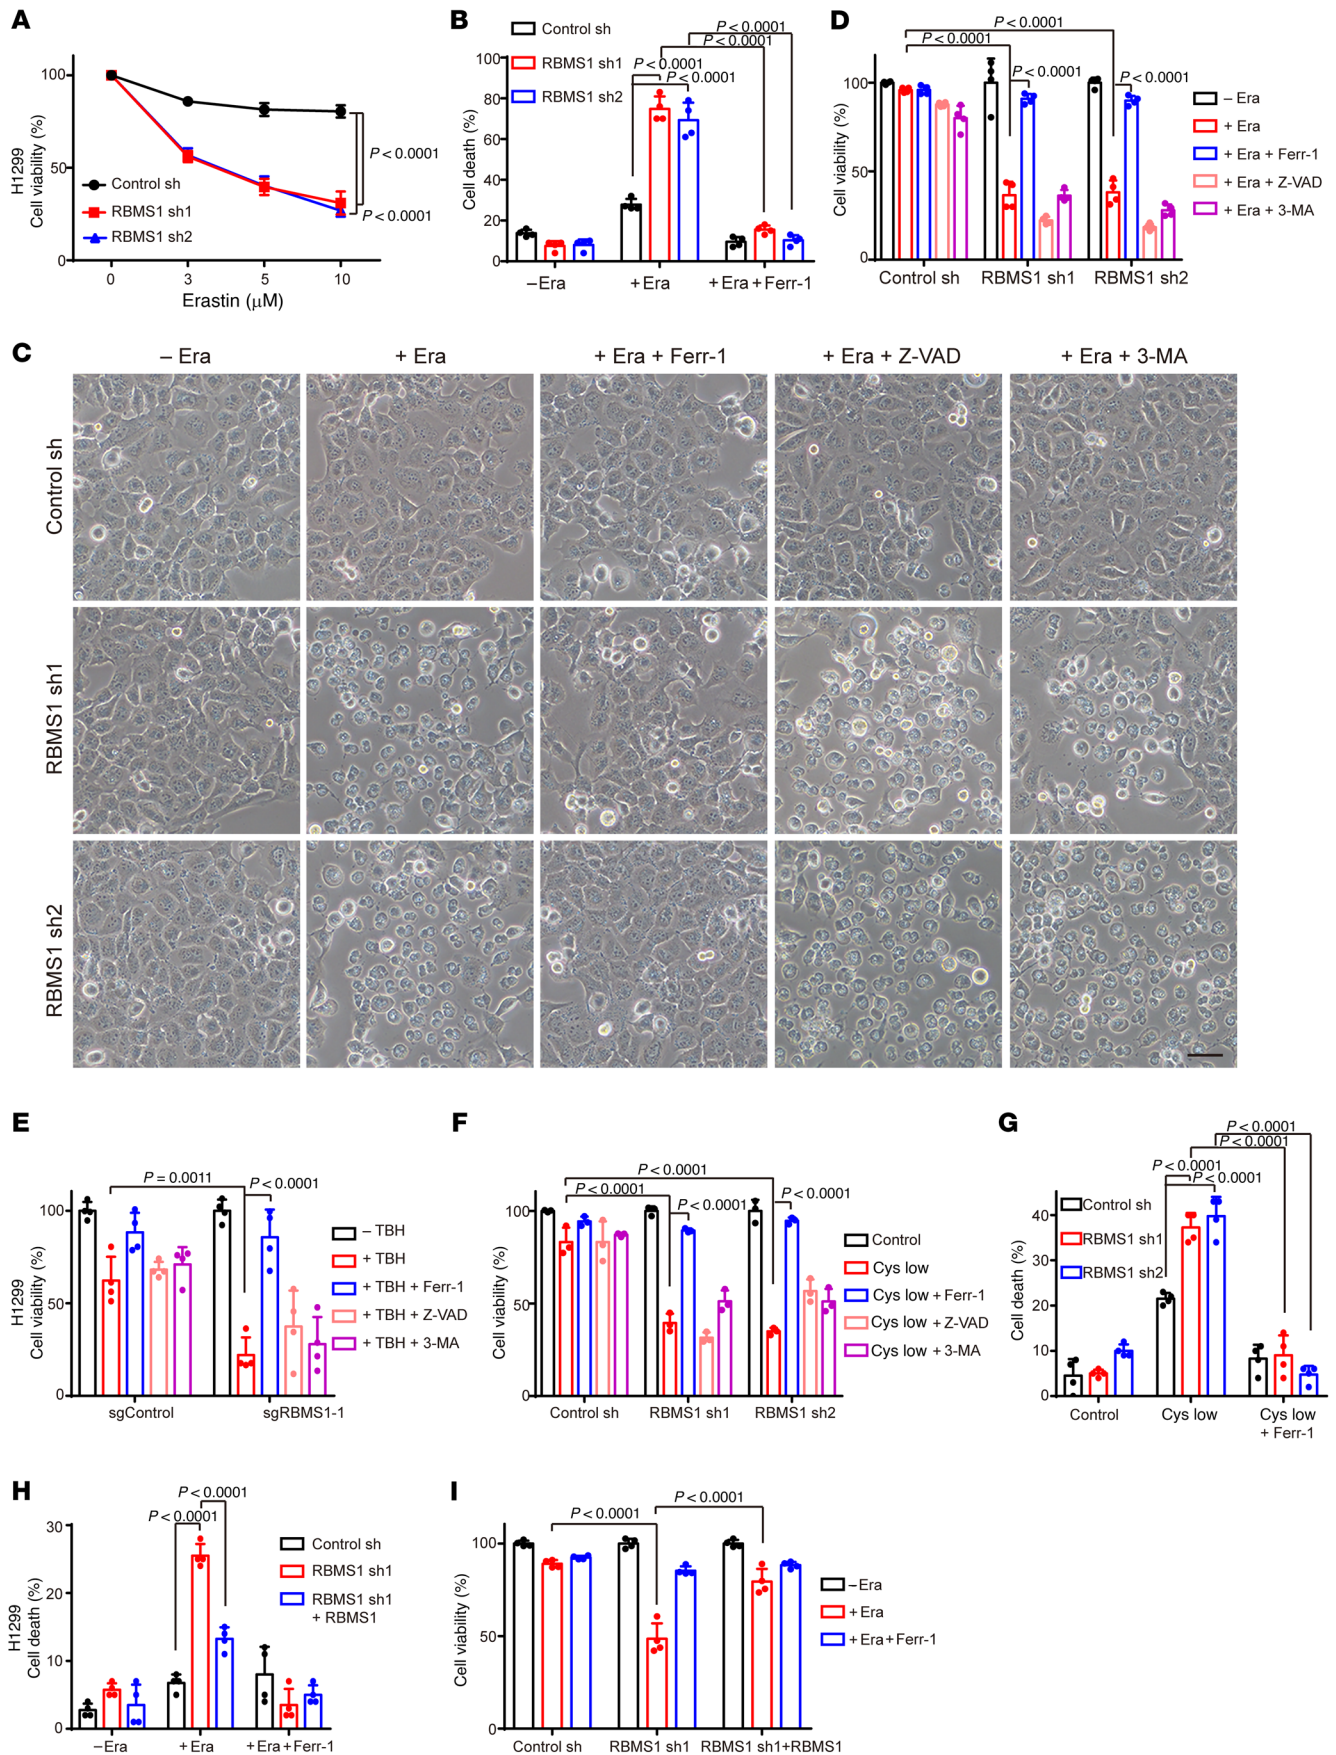 A
100
50
0
H1299
Cell viability (%)
Control sh
RBMS1 sh1
RBMS1 sh2
P < 0.0001
P < 0.0001
0 3 5 10
Erastin (μM)
B
Control sh
RBMS1 sh1
RBMS1 sh2
P < 0.0001
P < 0.0001
P < 0.0001
P < 0.0001
100
80
60
40
20
0
Cell death (%)
–Era +Era +Era+Ferr-1
D
P < 0.0001
P < 0.0001
P < 0.0001
P < 0.0001
100
50
0
Cell viability (%)
– Era
+ Era
+ Era + Ferr-1
+ Era + Z-VAD
+ Era + 3-MA
Control sh RBMS1 sh1 RBMS1 sh2
C
– Era + Era + Era + Ferr-1 + Era + Z-VAD + Era + 3-MA
Control sh
RBMS1 sh1
RBMS1 sh2
E
P = 0.0011
P < 0.0001
100
50
0
H1299
Cell viability (%)
– TBH
+ TBH
+ TBH + Ferr-1
+ TBH + Z-VAD
+ TBH + 3-MA
sgControl sgRBMS1-1
F
P < 0.0001
P < 0.0001
P < 0.0001
P < 0.0001
100
50
0
Cell viability (%)
Control
Cys low
Cys low + Ferr-1
Cys low + Z-VAD
Cys low + 3-MA
Control sh RBMS1 sh1 RBMS1 sh2
G
P < 0.0001
P < 0.0001
P < 0.0001
P < 0.0001
Control sh
RBMS1 sh1
RBMS1 sh2
40
30
20
10
0
Cell death (%)
Control Cys low Cys low
+ Ferr-1
H
P < 0.0001
P < 0.0001
30
20
10
0
H1299
Cell death (%)
Control sh
RBMS1 sh1
RBMS1 sh1
+ RBMS1
–Era +Era +Era+Ferr-1
I
P < 0.0001
P < 0.0001
100
50
0
Cell viability (%)
–Era
+Era
+Era+Ferr-1
Control sh RBMS1 sh1 RBMS1 sh1+RBMS1